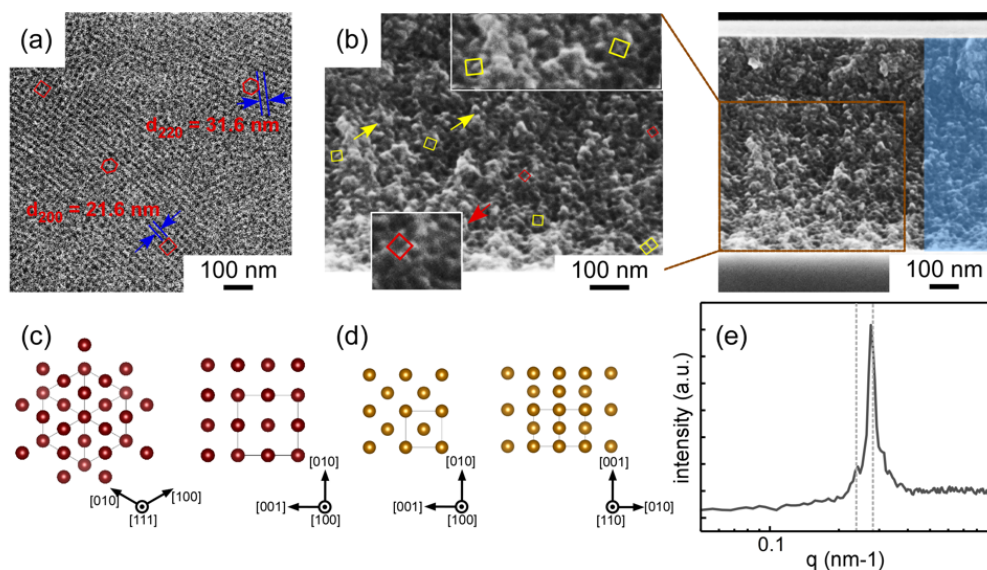 (a)
d220 = 31.6 nm
d200 = 21.6 nm
100 nm
(b)
100 nm
100 nm
(c)
[010]
[100]
[111]
[010]
[001]
[100]
(d)
[010]
[001]
[100]
[001]
[010]
[110]
(e)
intensity (a.u.)
0.1
q (nm-1)